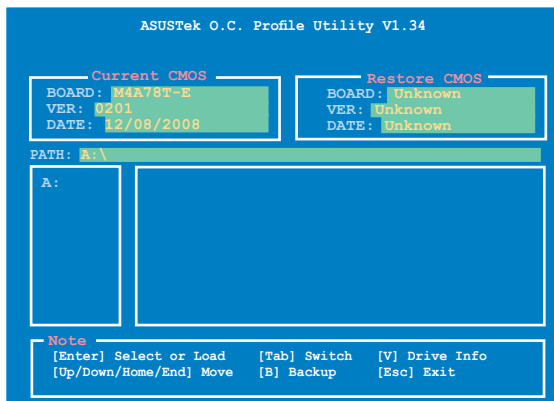 ASUSTek O.C. Profile Utility V1.34
Current CMOS
BOARD: M4A78T-E
VER: 0201
DATE: 12/08/2008
Restore CMOS
BOARD: Unknown
VER: Unknown
DATE: Unknown
PATH: A:\
A:
Note
[Enter] Select or Load [Tab] Switch [V] Drive Info
[Up/Down/Home/End] Move [B] Backup [Esc] Exit